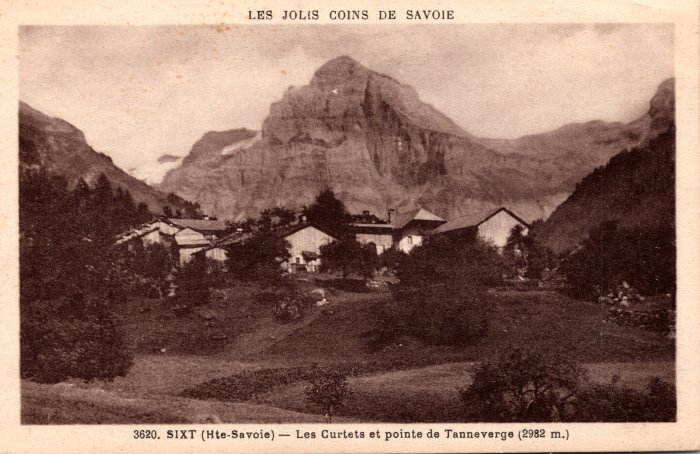 LES JOLIS COINS DE SAVOIE
3620. SIXT (Hte-Savoie) — Les Curtets et pointe de Tanneverge (2982 m.)